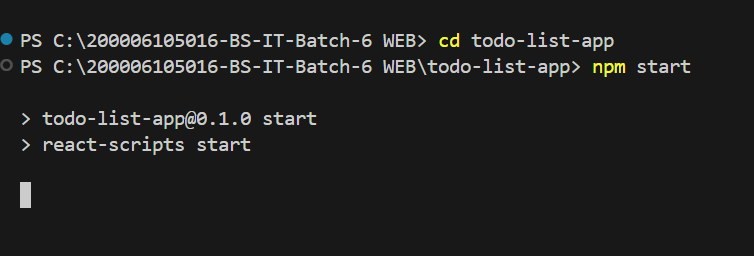 PS C:\200006105016-BS-IT-Batch-6 WEB> cd todo-list-app
PS C:\200006105016-BS-IT-Batch-6 WEB\todo-list-app> npm start
> todo-list-app@0.1.0 start
> react-scripts start